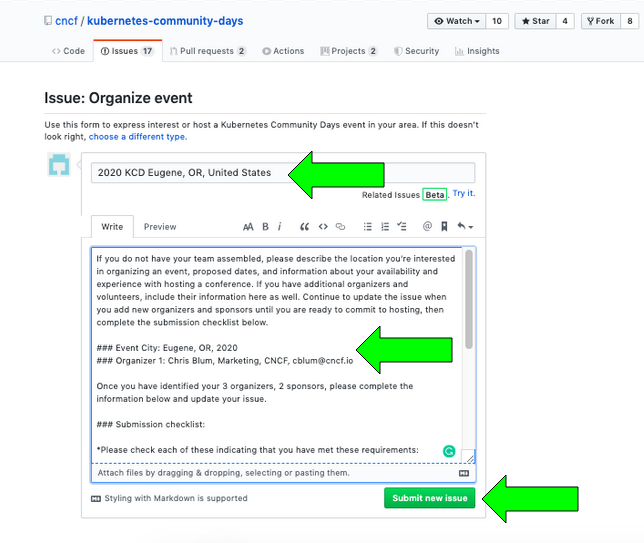 cncf / kubernetes-community-days
Watch 10 Star 4 Fork 8
Code Issues 17 Pull requests 2 Actions Projects 2 Security Insights
Issue: Organize event
Use this form to express interest or host a Kubernetes Community Days event in your area. If this doesn't
look right, choose a different type.
2020 KCD Eugene, OR, United States
Related Issues Beta. Try it.
Write Preview AA B i
If you do not have your team assembled, please describe the location you're interested
in organizing an event, proposed dates, and information about your availability and
experience with hosting a conference. If you have additional organizers and
volunteers, include their information here as well. Continue to update the issue when
you add new organizers and sponsors until you are ready to commit to hosting, then
complete the submission checklist below.
### Event City: Eugene, OR, 2020
### Organizer 1: Chris Blum, Marketing, CNCF, cblum@cncf.io
Once you have identified your 3 organizers, 2 sponsors, please complete the
information below and update your issue.
### Submission checklist:
*Please check each of these indicating that you have met these requirements:
Attach files by dragging & dropping, selecting or pasting them.
Styling with Markdown is supported
Submit new issue